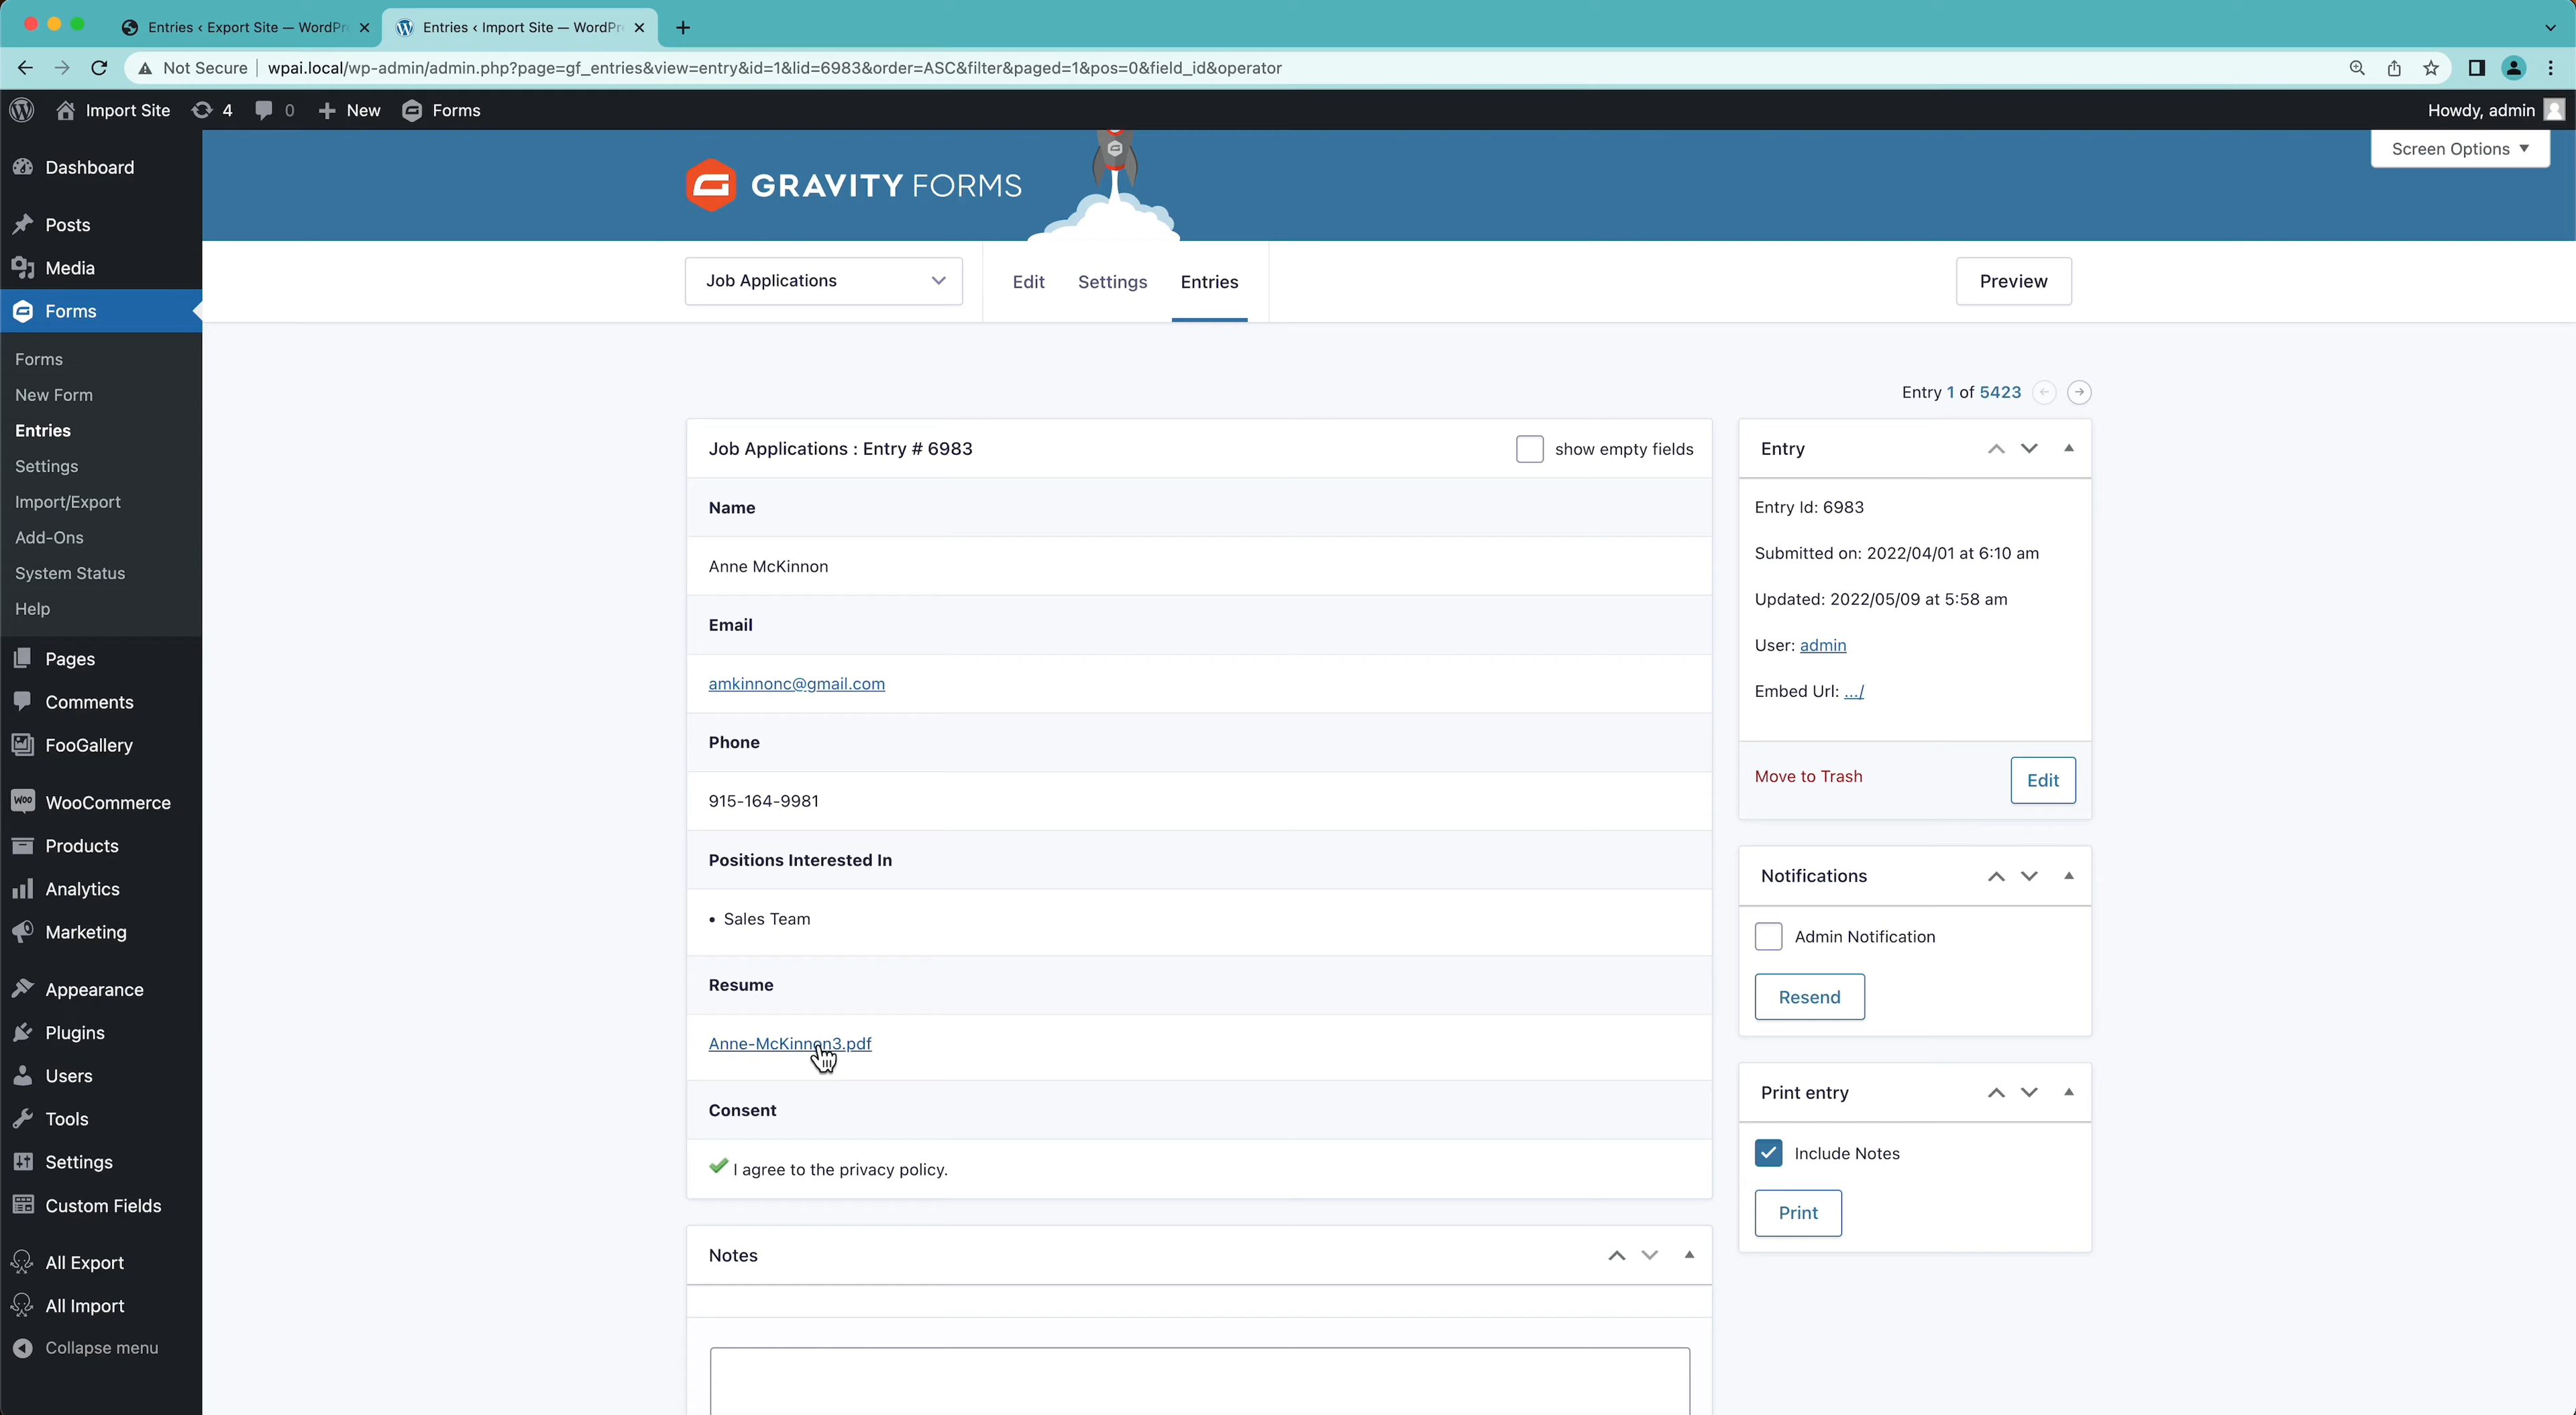 Entries ‹ Export Site — WordPr
Entries ‹ Import Site — WordPr
Not Secure
wpai.local/wp-admin/admin.php?page=gf_entries&view=entry&id=1&lid=6983&order=ASC&filter&paged=1&pos=0&field_id&operator
Import Site
4
0
New
Forms
Howdy, admin
Dashboard
Posts
Media
Forms
Forms
New Form
Entries
Settings
Import/Export
Add-Ons
System Status
Help
Pages
Comments
FooGallery
WOO
WooCommerce
Products
Analytics
Marketing
Appearance
Plugins
Users
Tools
Settings
Custom Fields
All Export
All Import
Collapse menu
GRAVITY FORMS
Screen Options
Job Applications
Edit
Settings
Entries
Preview
Entry 1 of 5423
Job Applications : Entry # 6983
show empty fields
Name
Anne McKinnon
Email
amkinnonc@gmail.com
Phone
915-164-9981
Positions Interested In
• Sales Team
Resume
Anne-McKinnon3.pdf
Consent
I agree to the privacy policy.
Notes
Entry
Entry Id: 6983
Submitted on: 2022/04/01 at 6:10 am
Updated: 2022/05/09 at 5:58 am
User: admin
Embed Url: .../
Move to Trash
Edit
Notifications
Admin Notification
Resend
Print entry
Include Notes
Print